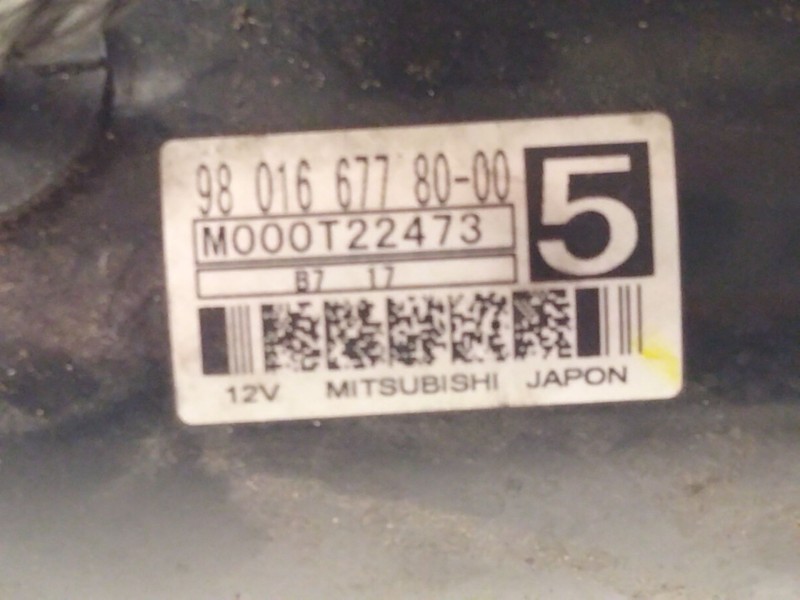 98 016 677 80-00
5
M000T22473
B7 17
12V MITSUBISHI JAPON